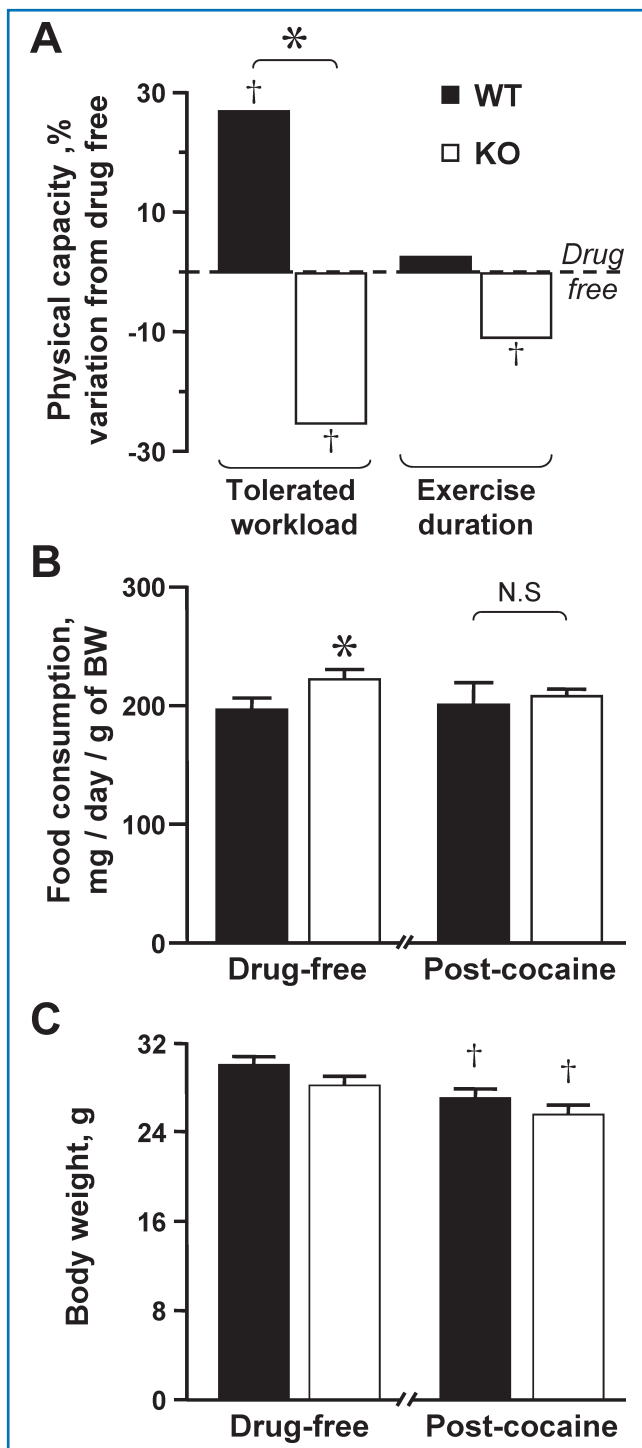 A
*
Physical capacity ,%
variation from drug free
30
10
-10
-30
†
†
†
WT
KO
Drug
free
Tolerated
workload
Exercise
duration
B
Food consumption,
mg / day / g of BW
300
200
100
0
*
N.S
Drug-free
Post-cocaine
C
Body weight, g
32
24
16
8
0
†
†
Drug-free
Post-cocaine